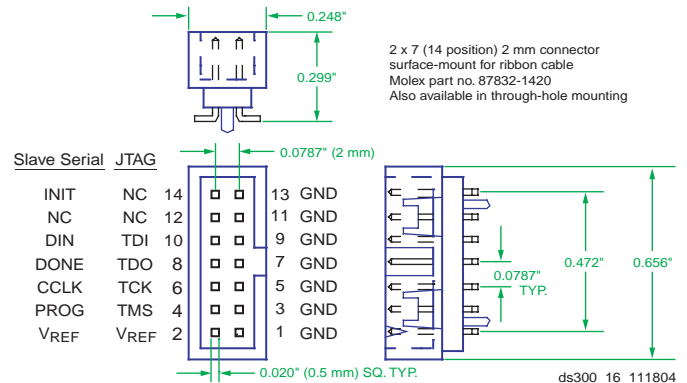 0.248"
2 x 7 (14 position) 2 mm connector
surface-mount for ribbon cable
Molex part no. 87832-1420
Also available in through-hole mounting
0.299"
0.0787" (2 mm)
Slave Serial JTAG
INIT NC 14 13 GND
NC NC 12 11 GND
DIN TDI 10 9 GND
DONE TDO 8 7 GND
CCLK TCK 6 5 GND
PROG TMS 4 3 GND
VREF VREF 2 1 GND
0.0787"
TYP.
0.472"
0.656"
0.020" (0.5 mm) SQ. TYP.
ds300_16_111804